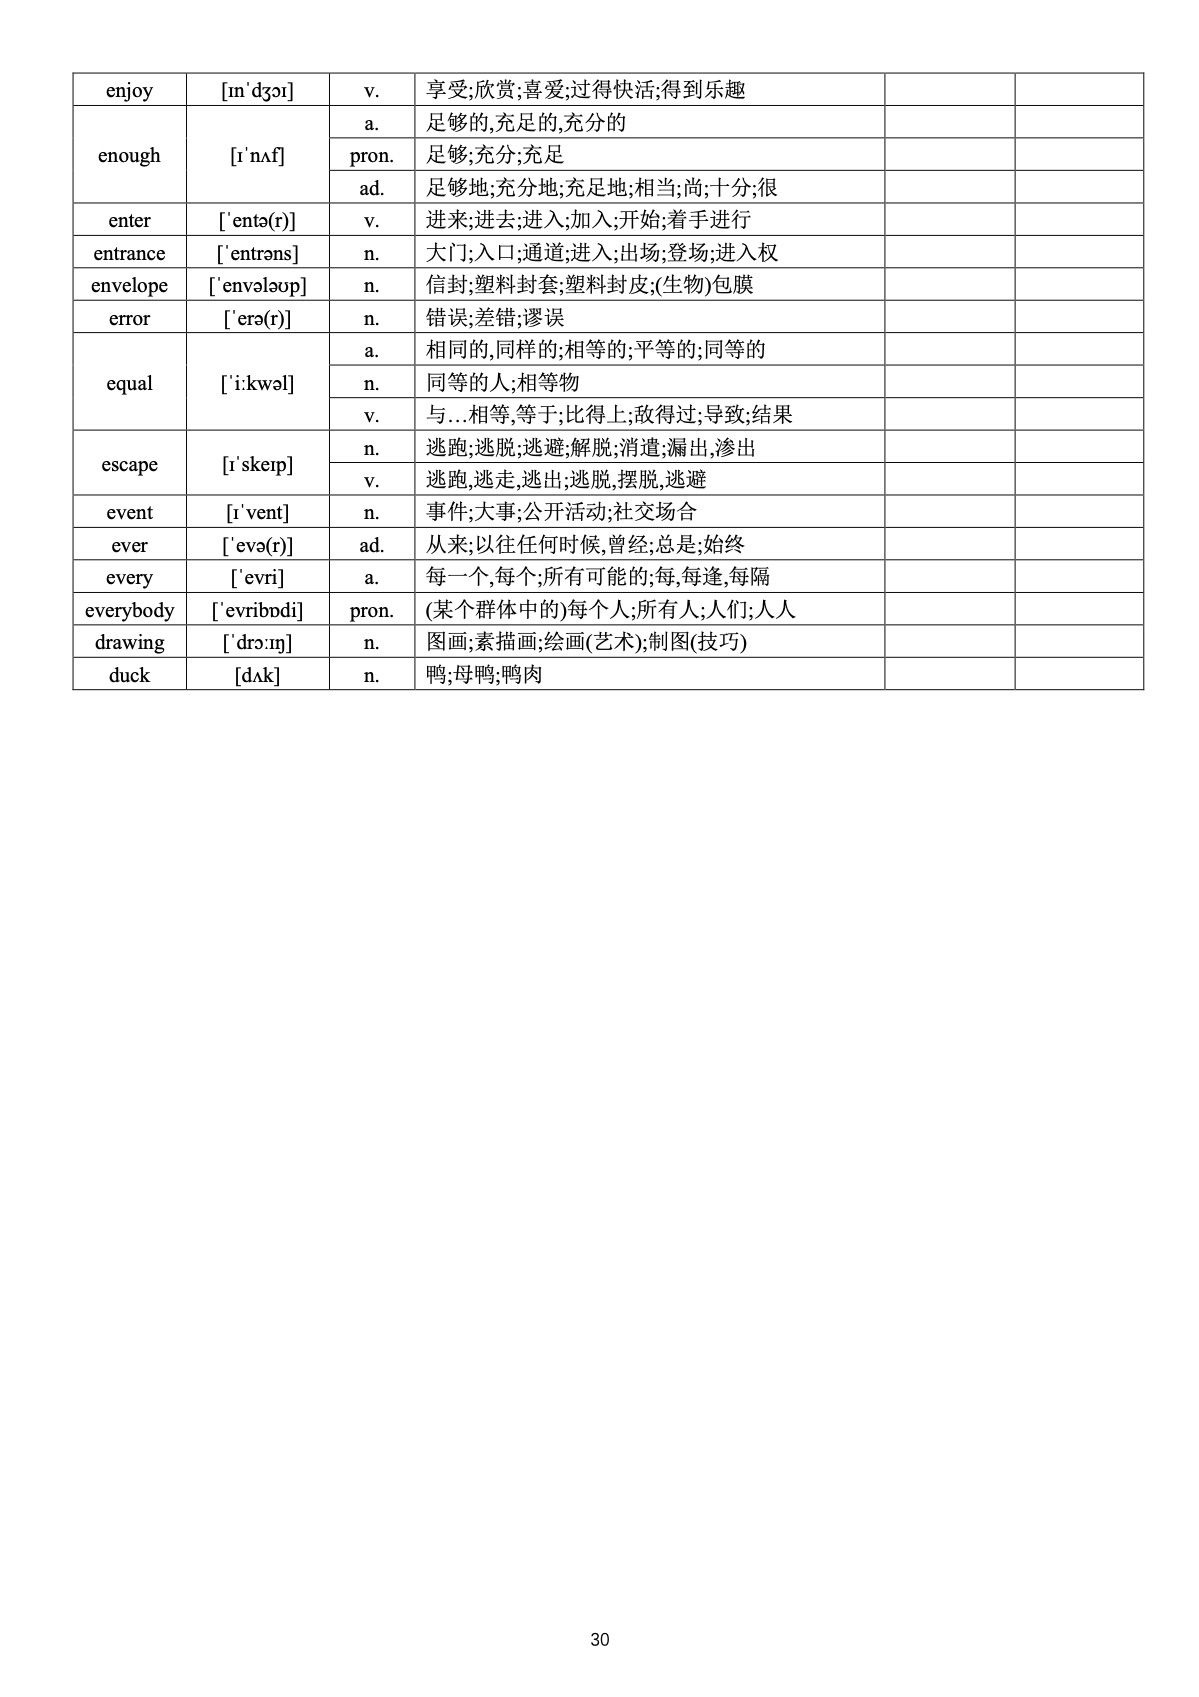 enjoy [ɪnˈdʒɔɪ] v. 享受;欣赏;喜爱;过得快活;得到乐趣
a. 足够的,充足的,充分的
enough [ɪˈnʌf] pron. 足够;充分;充足
ad. 足够地;充分地;充足地;相当;尚;十分;很
enter [ˈentə(r)] v. 进来;进去;进入;加入;开始;着手进行
entrance [ˈentrəns] n. 大门;入口;通道;进入;出场;登场;进入权
envelope [ˈenvələʊp] n. 信封;塑料封套;塑料封皮;(生物)包膜
error [ˈerə(r)] n. 错误;差错;谬误
a. 相同的,同样的;相等的;平等的;同等的
equal [ˈiːkwəl] n. 同等的人;相等物
v. 与…相等,等于;比得上;敌得过;导致;结果
escape [ɪˈskeɪp] n. 逃跑;逃脱;逃避;解脱;消遣;漏出,渗出
v. 逃跑,逃走,逃出;逃脱,摆脱,逃避
event [ɪˈvent] n. 事件;大事;公开活动;社交场合
ever [ˈevə(r)] ad. 从来;以往任何时候,曾经;总是;始终
every [ˈevri] a. 每一个,每个;所有可能的;每,每逢,每隔
everybody [ˈevribɒdi] pron. (某个群体中的)每个人;所有人;人们;人人
drawing [ˈdrɔːɪŋ] n. 图画;素描画;绘画(艺术);制图(技巧)
duck [dʌk] n. 鸭;母鸭;鸭肉
30